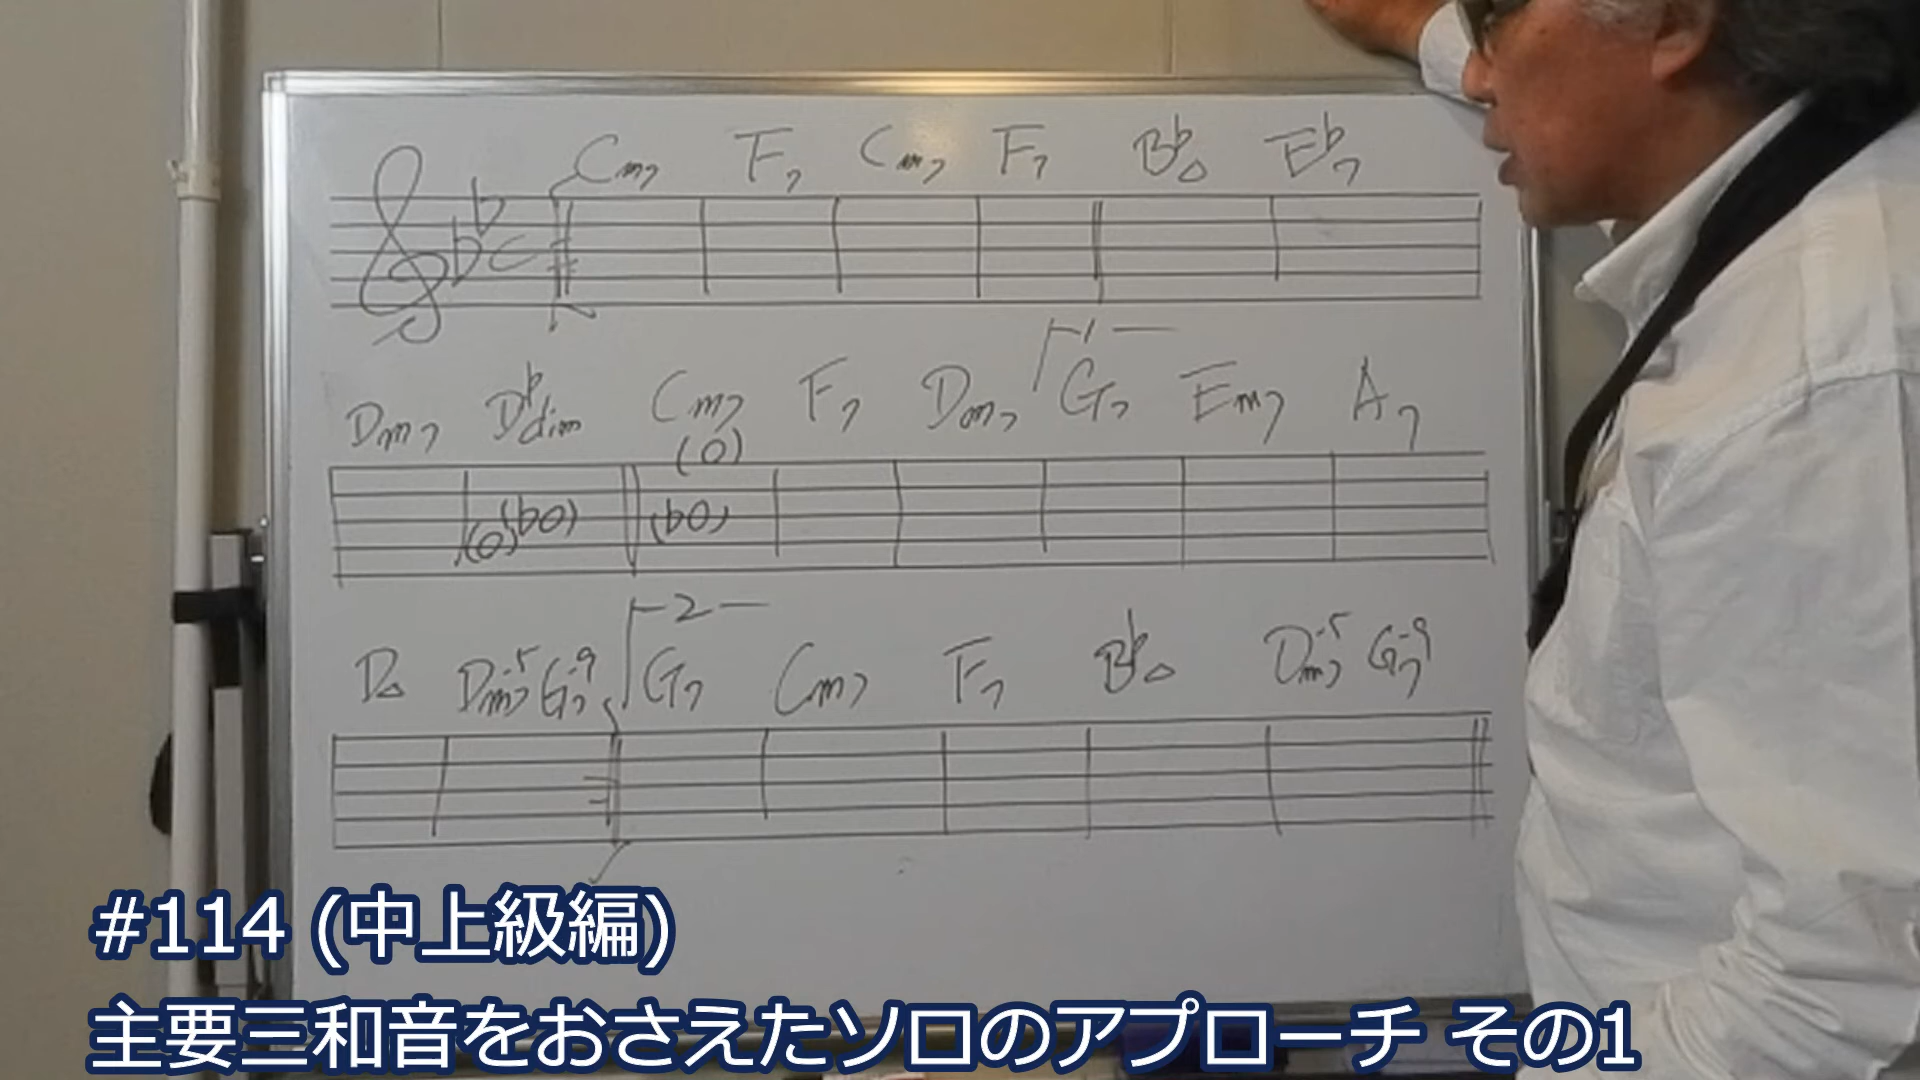 ♭ ♭ C Cm7 F7 Cm7 F7 B♭△ E♭7
1
Dm7 D♭dim Cm7 F7 Dm7 G7 Em7 A7
(o)
(o) (♭o) (♭o)
2
D△ Dm7-5 G7-9 G7 Cm7 F7 B♭△ Dm7-5 G7-9
#114 (中上級編)
主要三和音をおさえたソロのアプローチ その1